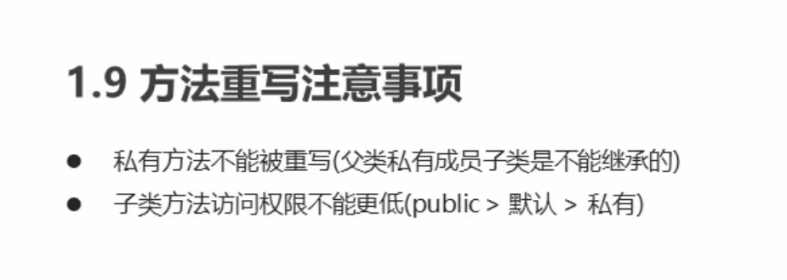 1.9 方法重写注意事项
● 私有方法不能被重写(父类私有成员子类是不能继承的)
● 子类方法访问权限不能更低(public > 默认 > 私有)